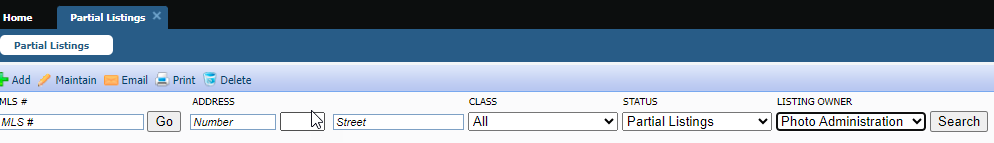 Home Partial Listings
Partial Listings
Add Maintain Email Print Delete
MLS # ADDRESS CLASS STATUS LISTING OWNER
MLS # Go Number Street All Partial Listings Photo Administration Search